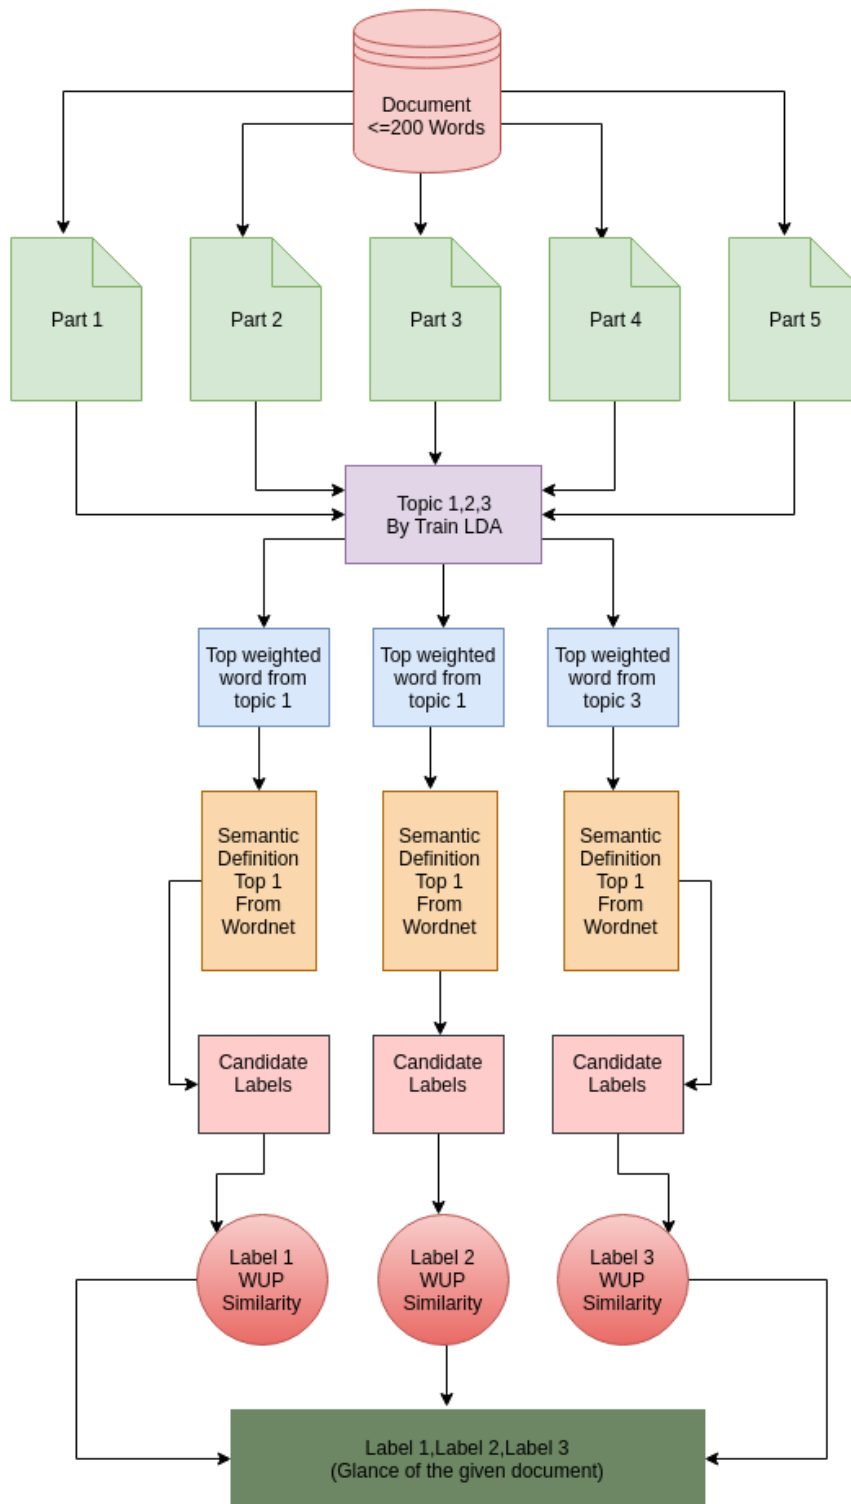 Document
<=200 Words
Part 1
Part 2
Part 3
Part 4
Part 5
Topic 1,2,3
By Train LDA
Top weighted
word from
topic 1
Top weighted
word from
topic 1
Top weighted
word from
topic 3
Semantic
Definition
Top 1
From
Wordnet
Semantic
Definition
Top 1
From
Wordnet
Semantic
Definition
Top 1
From
Wordnet
Candidate
Labels
Candidate
Labels
Candidate
Labels
Label 1
WUP
Similarity
Label 2
WUP
Similarity
Label 3
WUP
Similarity
Label 1,Label 2,Label 3
(Glance of the given document)